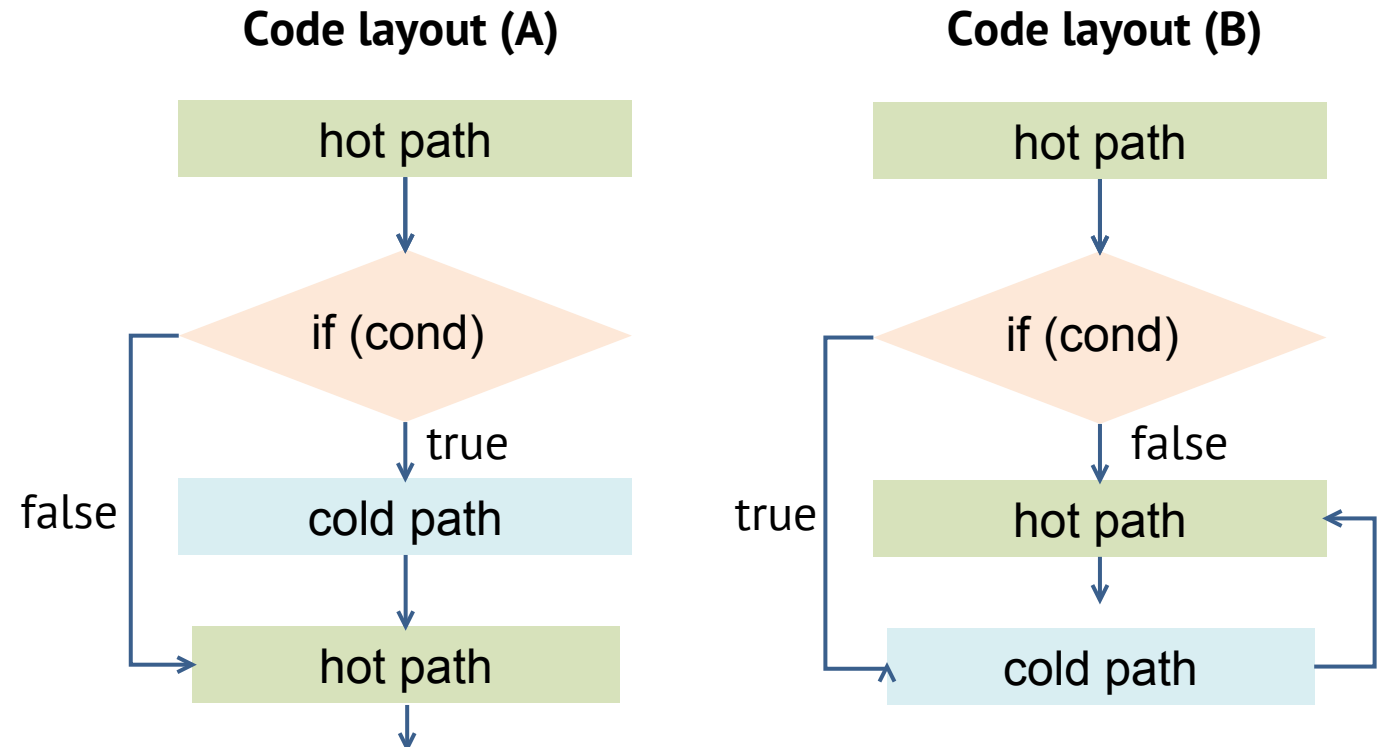 Code layout (A)
hot path
if (cond)
true
false
cold path
hot path
Code layout (B)
hot path
if (cond)
false
true
hot path
cold path